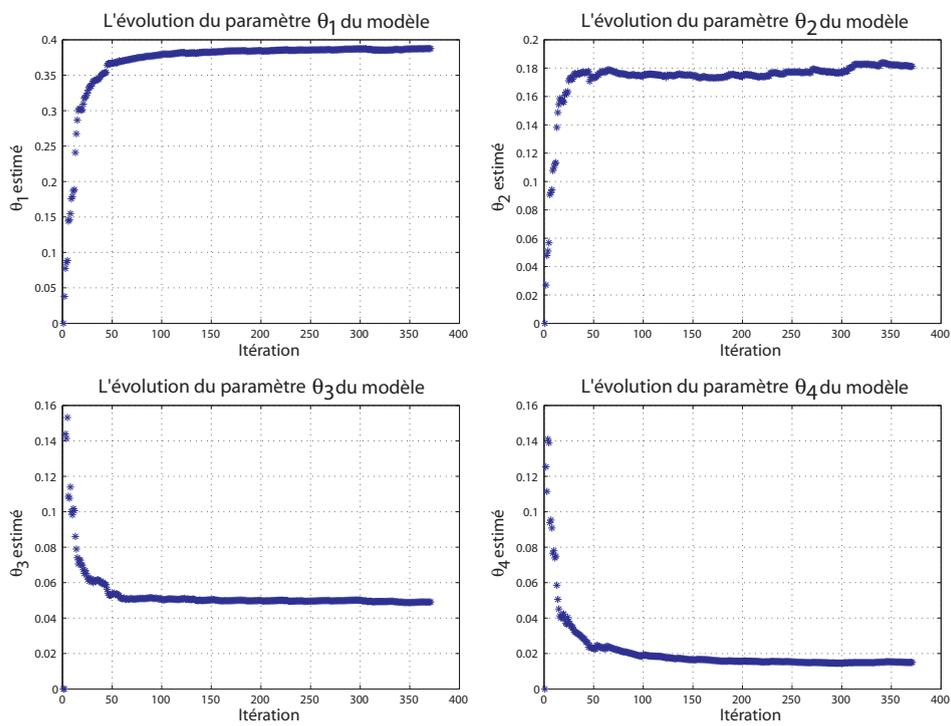 L'évolution du paramètre θ1 du modèle
0.4
0.35
0.3
0.25
0.2
0.15
0.1
0.05
0
θ1 estimé
0 50 100 150 200 250 300 350 400
Itération
L'évolution du paramètre θ2 du modèle
0.2
0.18
0.16
0.14
0.12
0.1
0.08
0.06
0.04
0.02
0
θ2 estimé
0 50 100 150 200 250 300 350 400
Itération
L'évolution du paramètre θ3 du modèle
0.16
0.14
0.12
0.1
0.08
0.06
0.04
0.02
0
θ3 estimé
0 50 100 150 200 250 300 350 400
Itération
L'évolution du paramètre θ4 du modèle
0.16
0.14
0.12
0.1
0.08
0.06
0.04
0.02
0
θ4 estimé
0 50 100 150 200 250 300 350 400
Itération